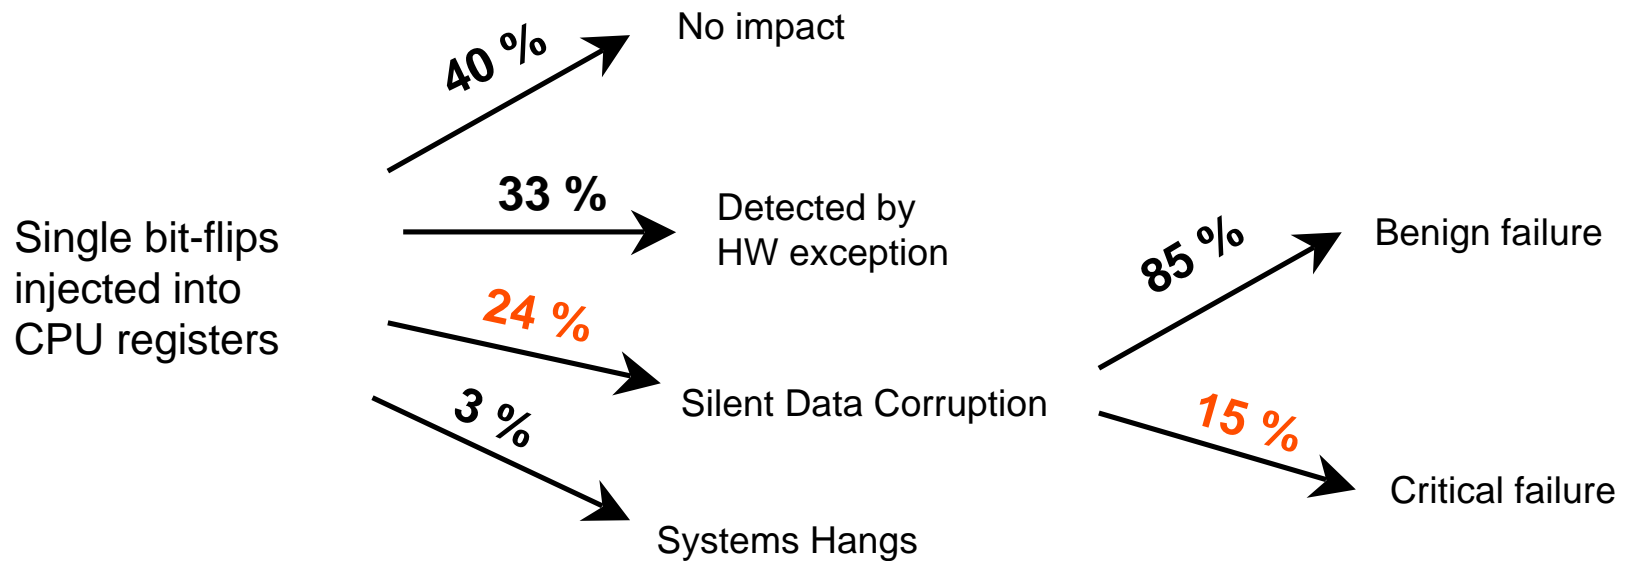 Single bit-flips
injected into
CPU registers
40 %
No impact
33 %
Detected by
HW exception
24 %
Silent Data Corruption
3 %
Systems Hangs
85 %
Benign failure
15 %
Critical failure